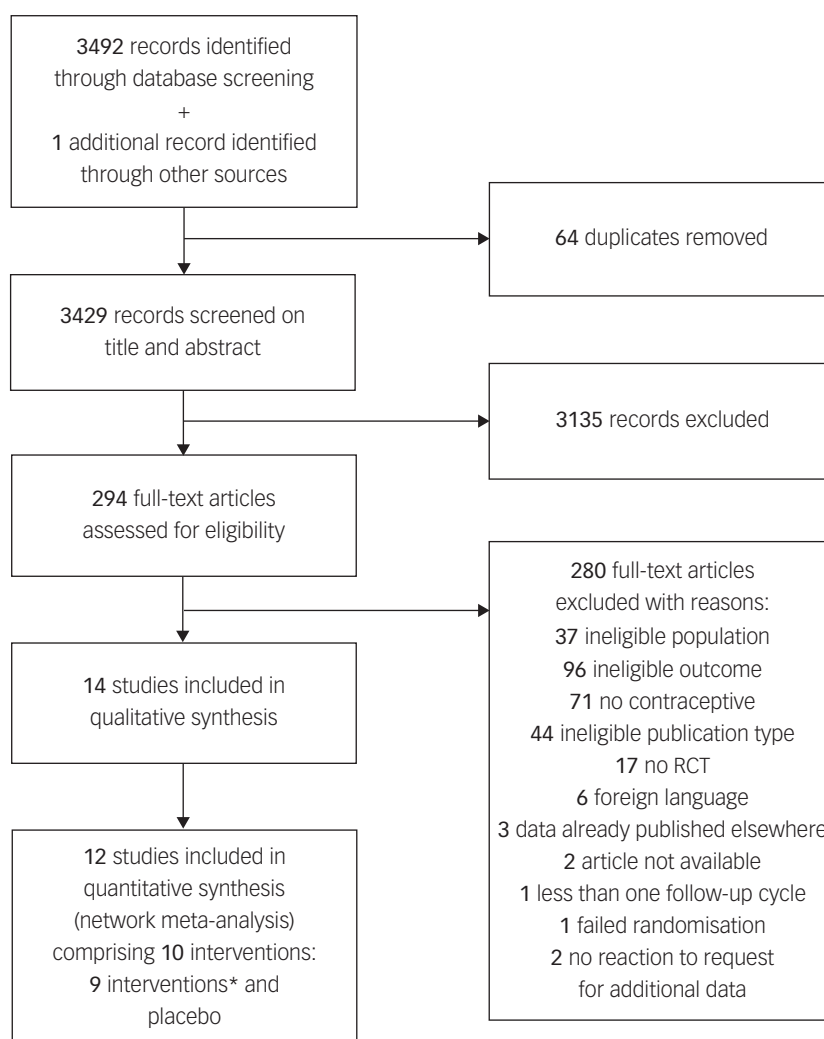 3492 records identified
through database screening
+
1 additional record identified
through other sources
64 duplicates removed
3429 records screened on
title and abstract
3135 records excluded
294 full-text articles
assessed for eligibility
280 full-text articles
excluded with reasons:
37 ineligible population
96 ineligible outcome
71 no contraceptive
44 ineligible publication type
17 no RCT
6 foreign language
3 data already published elsewhere
2 article not available
1 less than one follow-up cycle
1 failed randomisation
2 no reaction to request
for additional data
14 studies included in
qualitative synthesis
12 studies included in
quantitative synthesis
(network meta-analysis)
comprising 10 interventions:
9 interventions* and
placebo